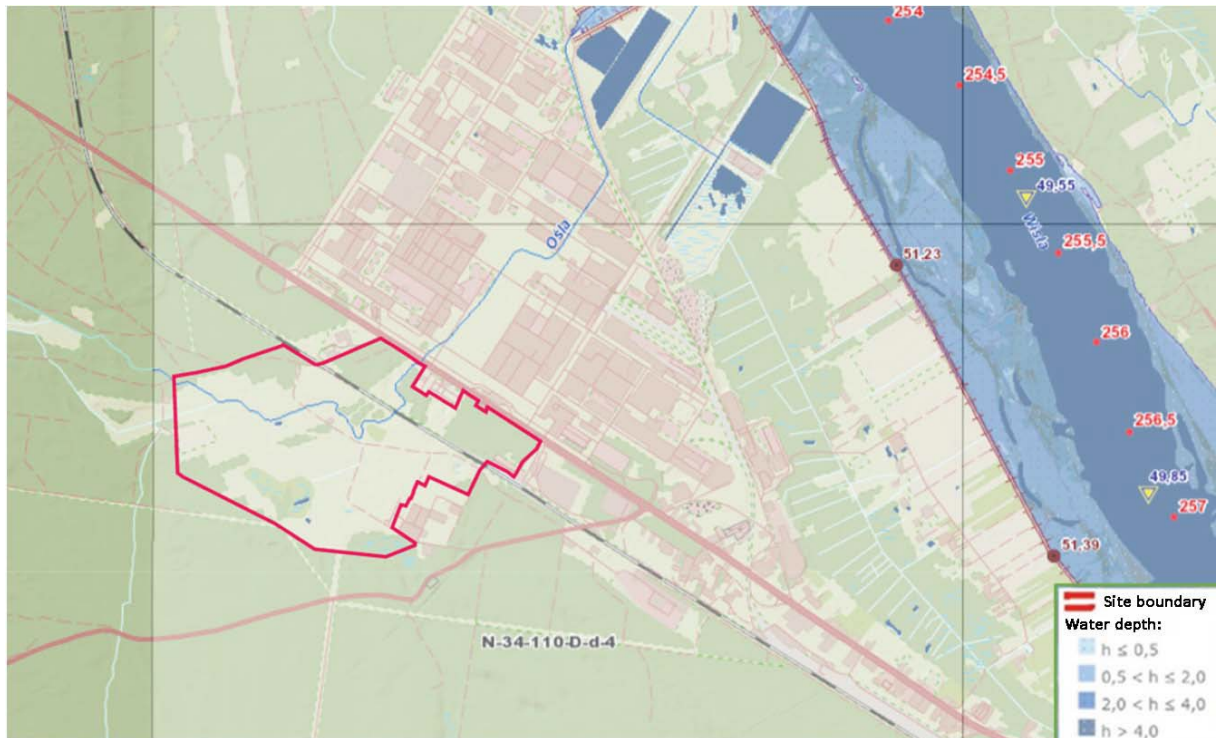 254
254,5
255
49,55
Wisła
255,5
Osla
51,23
256
256,5
49,85
257
51,39
N-34-110-D-d-4
Site boundary
Water depth:
h ≤ 0,5
0,5 < h ≤ 2,0
2,0 < h ≤ 4,0
h > 4,0